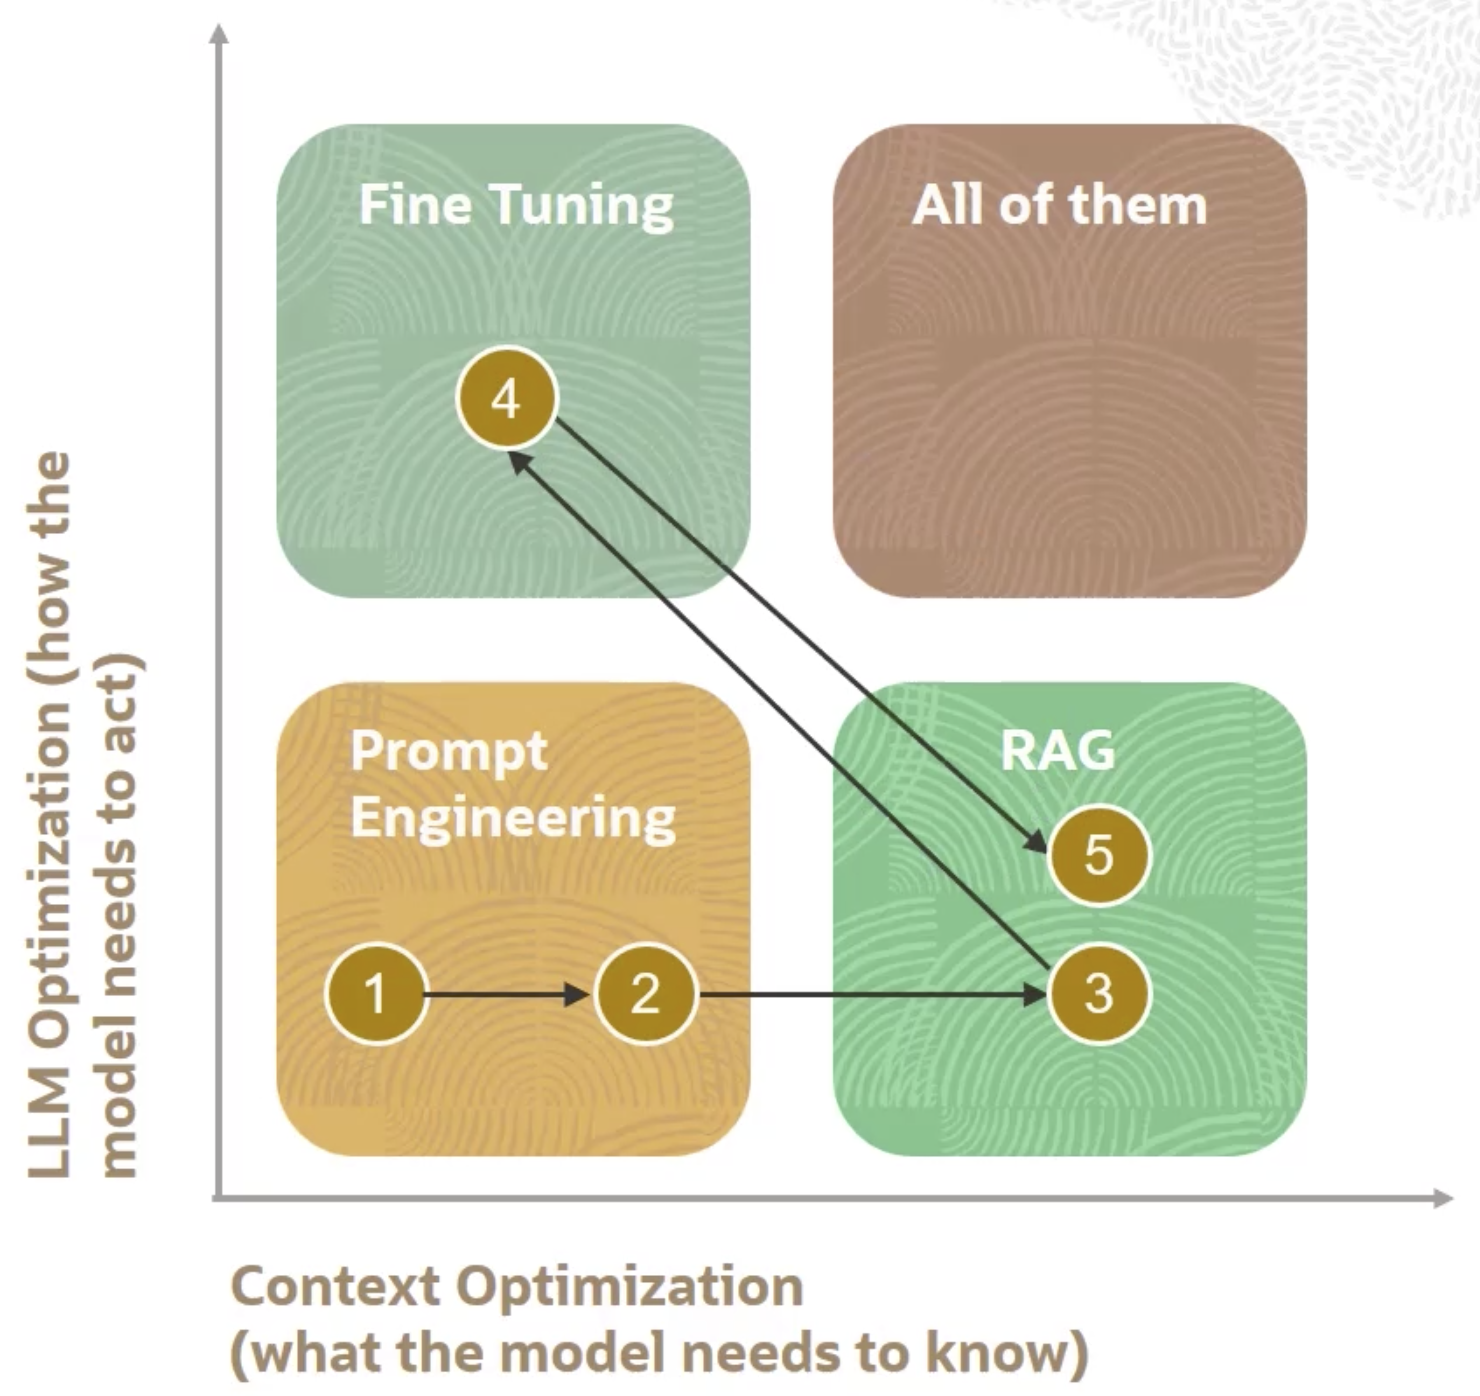 Fine Tuning
All of them
4
Prompt
Engineering
RAG
5
1
2
3
LLM Optimization (how the
model needs to act)
Context Optimization
(what the model needs to know)